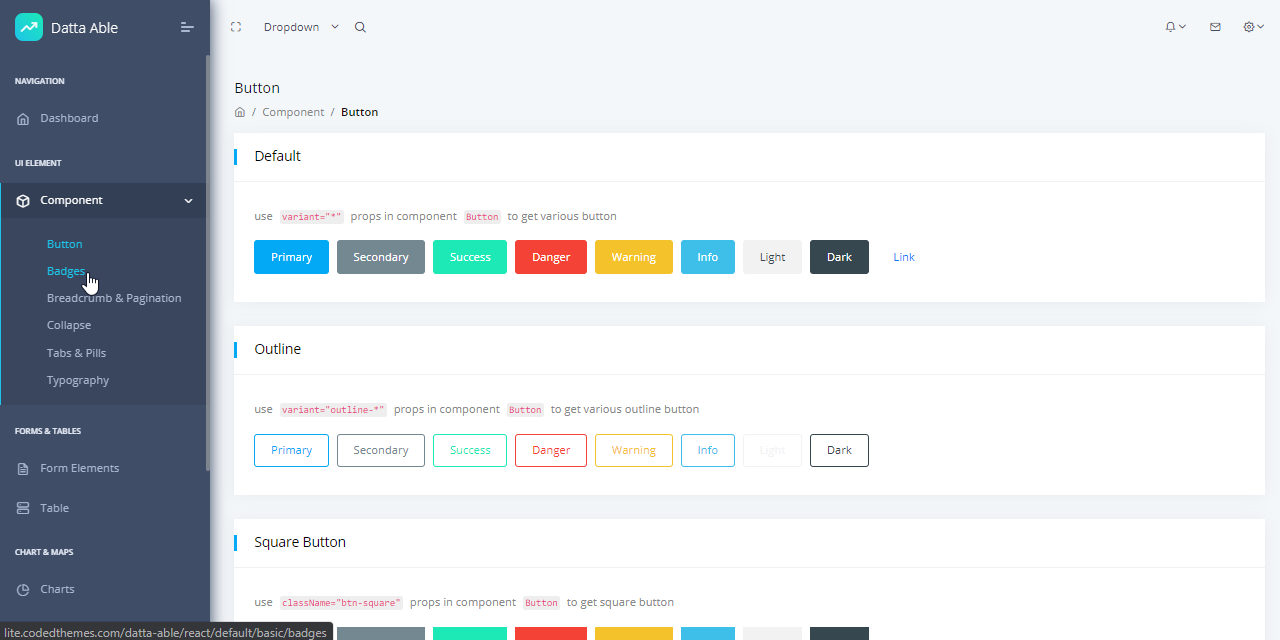 Datta Able
Dropdown
NAVIGATION
Dashboard
UI ELEMENT
Component
Button
Badges
Breadcrumb & Pagination
Collapse
Tabs & Pills
Typography
FORMS & TABLES
Form Elements
Table
CHART & MAPS
Charts
lite.codedthemes.com/datta-able/react/default/basic/badges
Button
/ Component / Button
Default
use variant="*" props in component Button to get various button
Primary Secondary Success Danger Warning Info Light Dark Link
Outline
use variant="outline-*" props in component Button to get various outline button
Primary Secondary Success Danger Warning Info Light Dark
Square Button
use className="btn-square" props in component Button to get square button